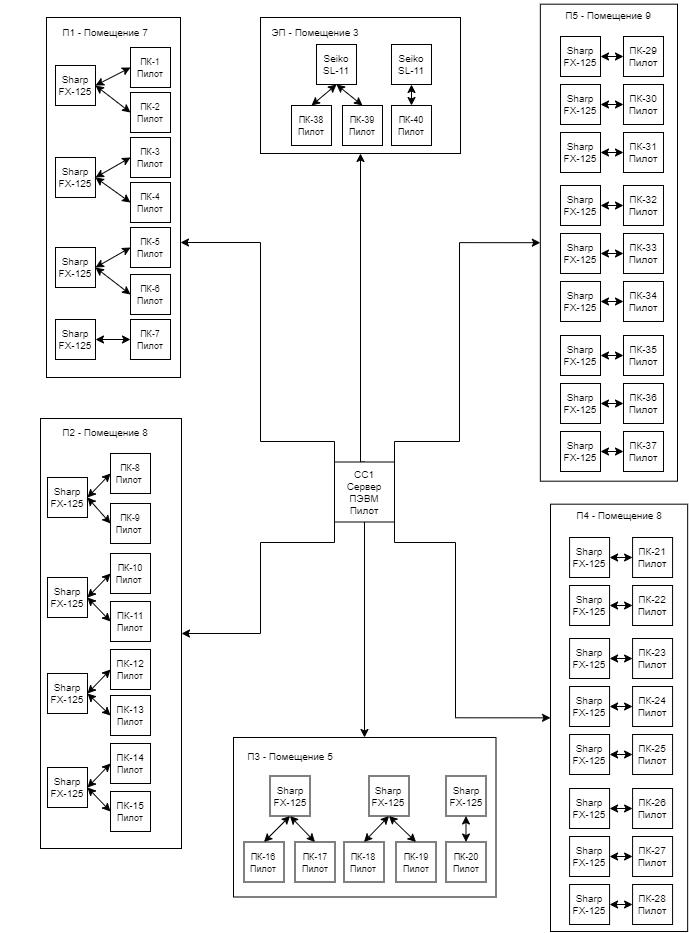 П1 - Помещение 7
Sharp
FX-125
ПК-1
Пилот
ПК-2
Пилот
Sharp
FX-125
ПК-3
Пилот
ПК-4
Пилот
Sharp
FX-125
ПК-5
Пилот
ПК-6
Пилот
Sharp
FX-125
ПК-7
Пилот
ЭП - Помещение 3
Seiko
SL-11
Seiko
SL-11
ПК-38
Пилот
ПК-39
Пилот
ПК-40
Пилот
П5 - Помещение 9
Sharp
FX-125
ПК-29
Пилот
Sharp
FX-125
ПК-30
Пилот
Sharp
FX-125
ПК-31
Пилот
Sharp
FX-125
ПК-32
Пилот
Sharp
FX-125
ПК-33
Пилот
Sharp
FX-125
ПК-34
Пилот
Sharp
FX-125
ПК-35
Пилот
Sharp
FX-125
ПК-36
Пилот
Sharp
FX-125
ПК-37
Пилот
П2 - Помещение 8
Sharp
FX-125
ПК-8
Пилот
ПК-9
Пилот
Sharp
FX-125
ПК-10
Пилот
ПК-11
Пилот
Sharp
FX-125
ПК-12
Пилот
ПК-13
Пилот
Sharp
FX-125
ПК-14
Пилот
ПК-15
Пилот
СС1
Сервер
ПЭВМ
Пилот
П4 - Помещение 8
Sharp
FX-125
ПК-21
Пилот
Sharp
FX-125
ПК-22
Пилот
Sharp
FX-125
ПК-23
Пилот
Sharp
FX-125
ПК-24
Пилот
Sharp
FX-125
ПК-25
Пилот
Sharp
FX-125
ПК-26
Пилот
Sharp
FX-125
ПК-27
Пилот
Sharp
FX-125
ПК-28
Пилот
П3 - Помещение 5
Sharp
FX-125
Sharp
FX-125
Sharp
FX-125
ПК-16
Пилот
ПК-17
Пилот
ПК-18
Пилот
ПК-19
Пилот
ПК-20
Пилот